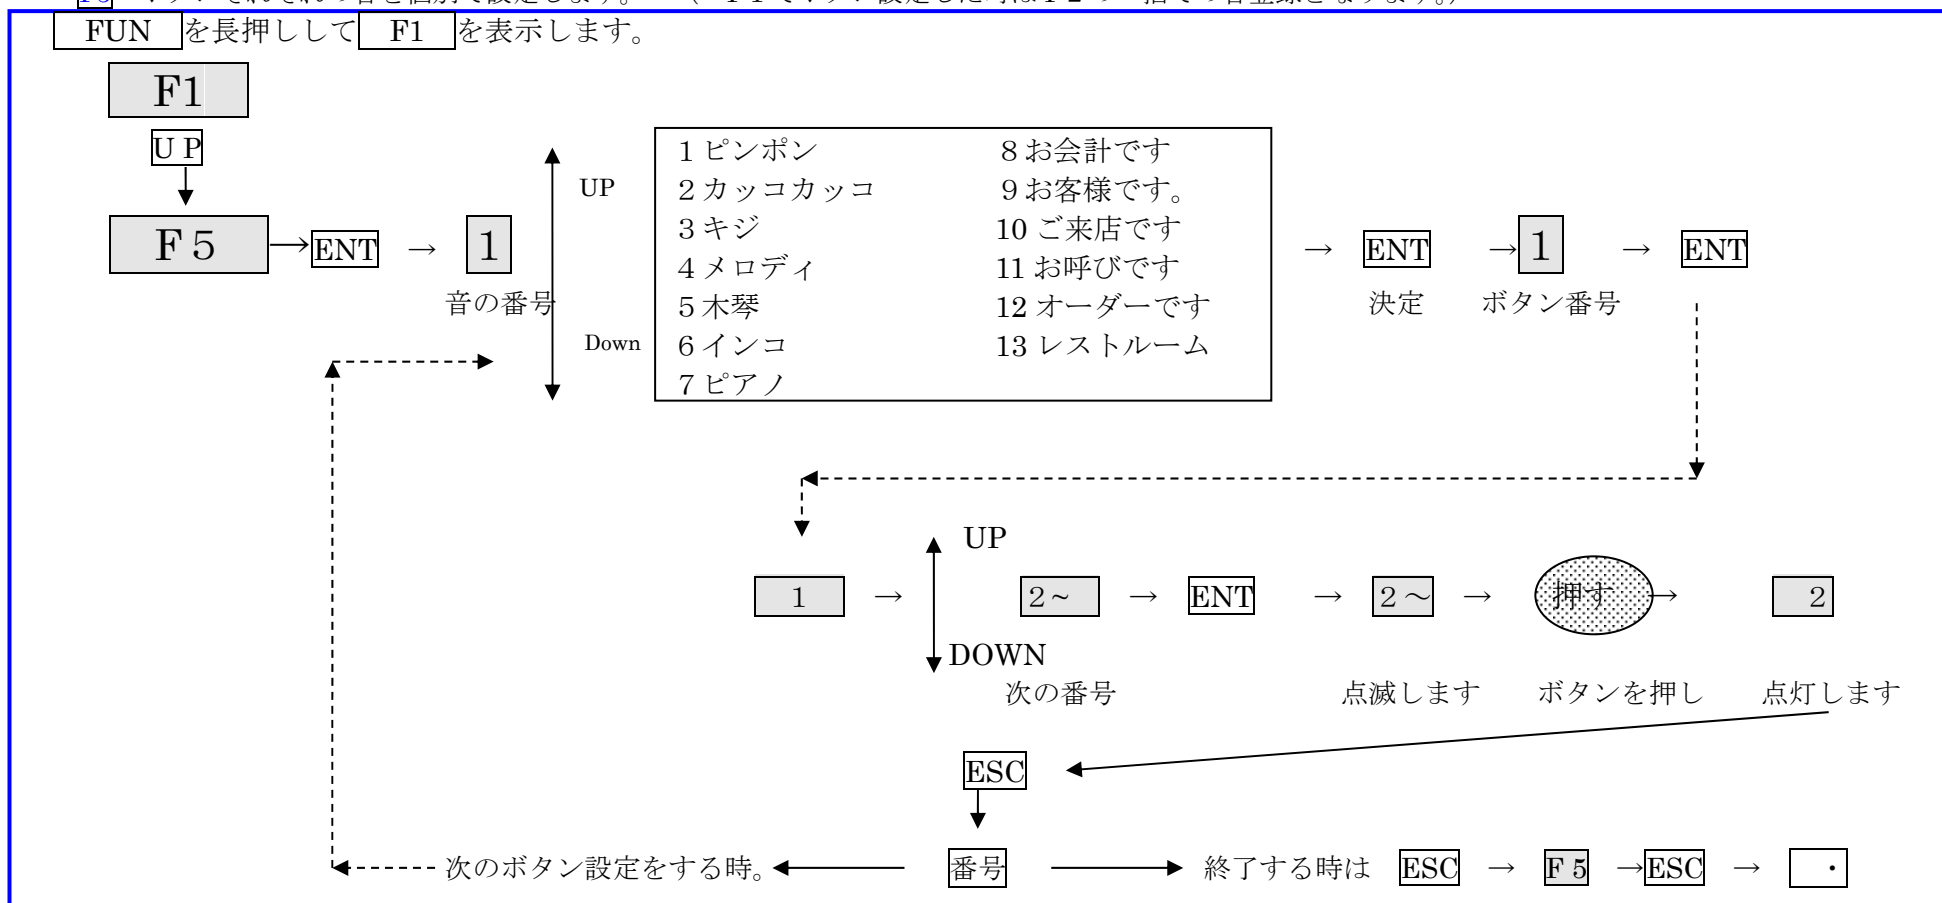 FUN を長押しして F1 を表示します。
F1
UP
F５ → ENT → 1
音の番号
UP
Down
１ピンポン ８お会計です
２カッコカッコ ９お客様です。
３キジ 10 ご来店です
４メロディ 11 お呼びです
５木琴 12 オーダーです
６インコ 13 レストルーム
７ピアノ
→ ENT → 1 → ENT
決定 ボタン番号
UP
1 → 2~ → ENT → ２～ → 押す → 2
DOWN
次の番号 点滅します ボタンを押し 点灯します
ESC
次のボタン設定をする時。 番号 終了する時は ESC → F 5 →ESC → ・